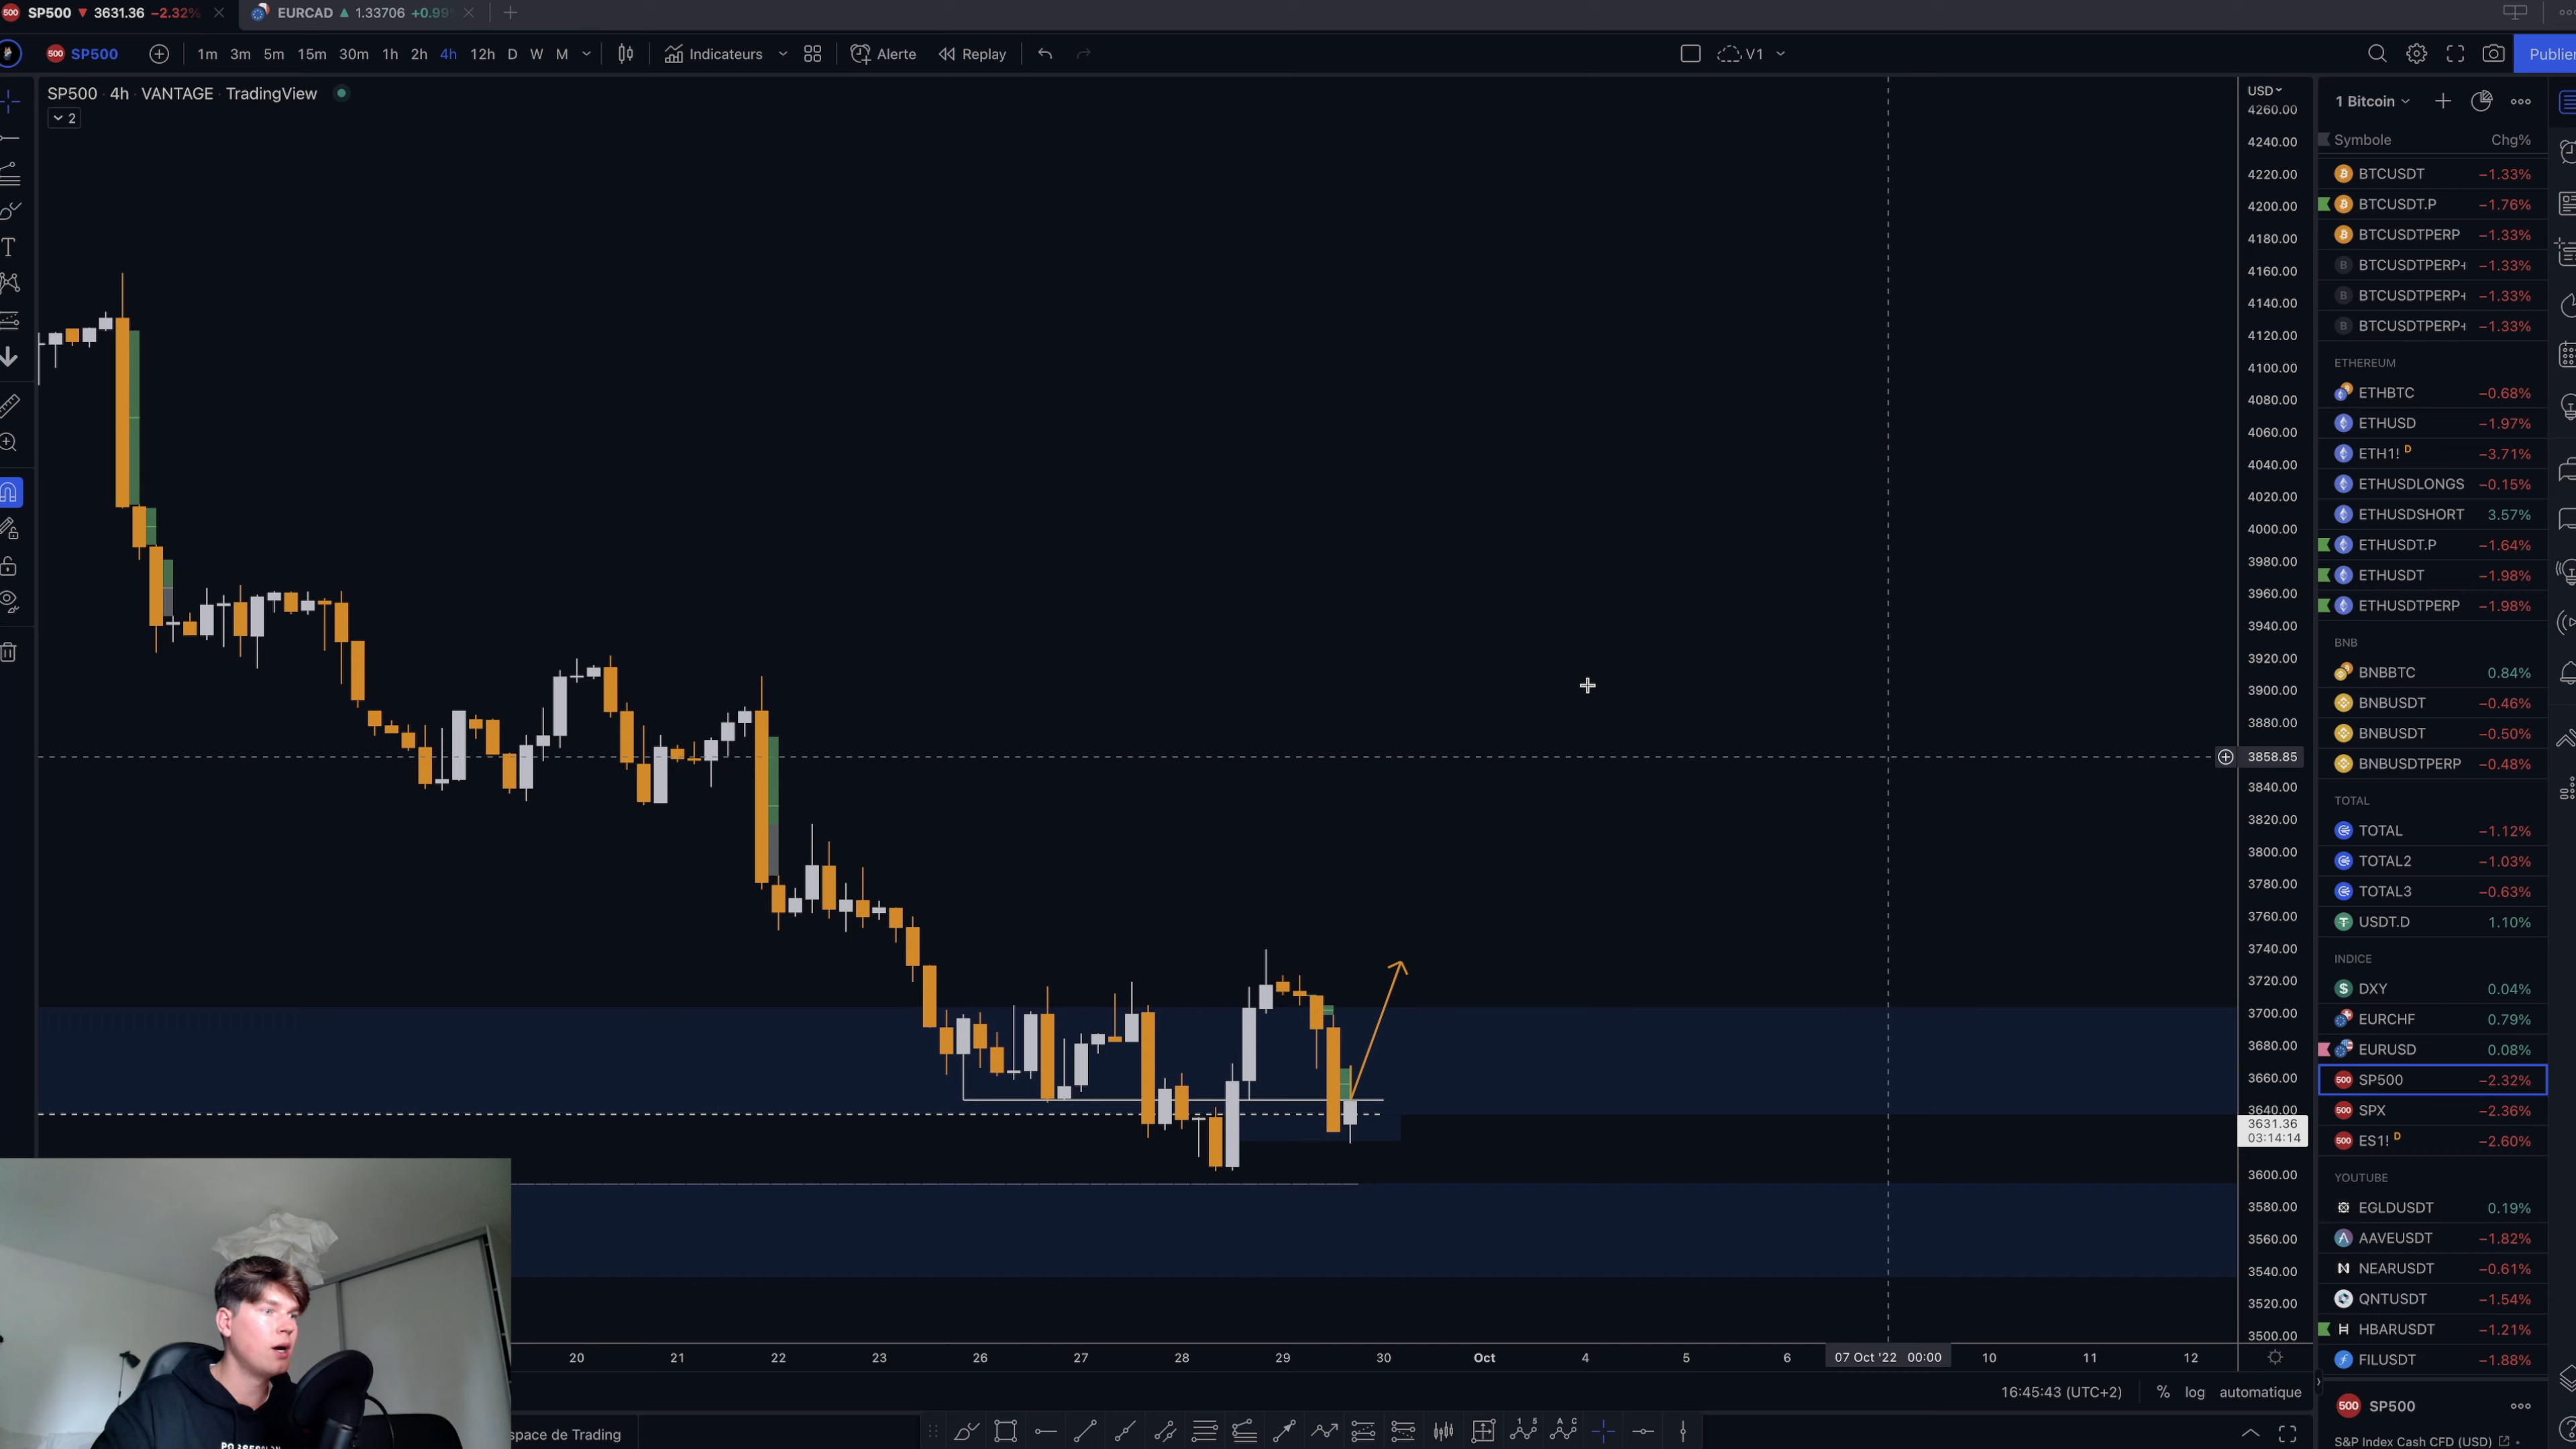 SP500 ▼ 3631.36 −2.32%
EURCAD ▲ 1.33706 +0.99
SP500
1m 3m 5m 15m 30m 1h 2h 4h 12h D W M
Indicateurs
Alerte
Replay
V1
Publier
SP500 · 4h · VANTAGE · TradingView
2
USD
4260.00
4240.00
4220.00
4200.00
4180.00
4160.00
4140.00
4120.00
4100.00
4080.00
4060.00
4040.00
4020.00
4000.00
3980.00
3960.00
3940.00
3920.00
3900.00
3880.00
3858.85
3840.00
3820.00
3800.00
3780.00
3760.00
3740.00
3720.00
3700.00
3680.00
3660.00
3640.00
3631.36
03:14:14
3600.00
3580.00
3560.00
3540.00
3520.00
3500.00
20 21 22 23 26 27 28 29 30 Oct 4 5 6 07 Oct '22 00:00 10 11 12
16:45:43 (UTC+2) % log automatique
space de Trading
1 Bitcoin
Symbole Chg%
BTCUSDT −1.33%
BTCUSDT.P −1.76%
BTCUSDTPERP −1.33%
BTCUSDTPERP −1.33%
BTCUSDTPERP −1.33%
BTCUSDTPERP −1.33%
ETHEREUM
ETHBTC −0.68%
ETHUSD −1.97%
ETH1! D −3.71%
ETHUSDLONGS −0.15%
ETHUSDSHORT 3.57%
ETHUSDT.P −1.64%
ETHUSDT −1.98%
ETHUSDTPERP −1.98%
BNB
BNBBTC 0.84%
BNBUSDT −0.46%
BNBUSDT −0.50%
BNBUSDTPERP −0.48%
TOTAL
TOTAL −1.12%
TOTAL2 −1.03%
TOTAL3 −0.63%
USDT.D 1.10%
INDICE
DXY 0.04%
EURCHF 0.79%
EURUSD 0.08%
SP500 −2.32%
SPX −2.36%
ES1! D −2.60%
YOUTUBE
EGLDUSDT 0.19%
AAVEUSDT −1.82%
NEARUSDT −0.61%
QNTUSDT −1.54%
HBARUSDT −1.21%
FILUSDT −1.88%
SP500
S&P Index Cash CFD (USD)